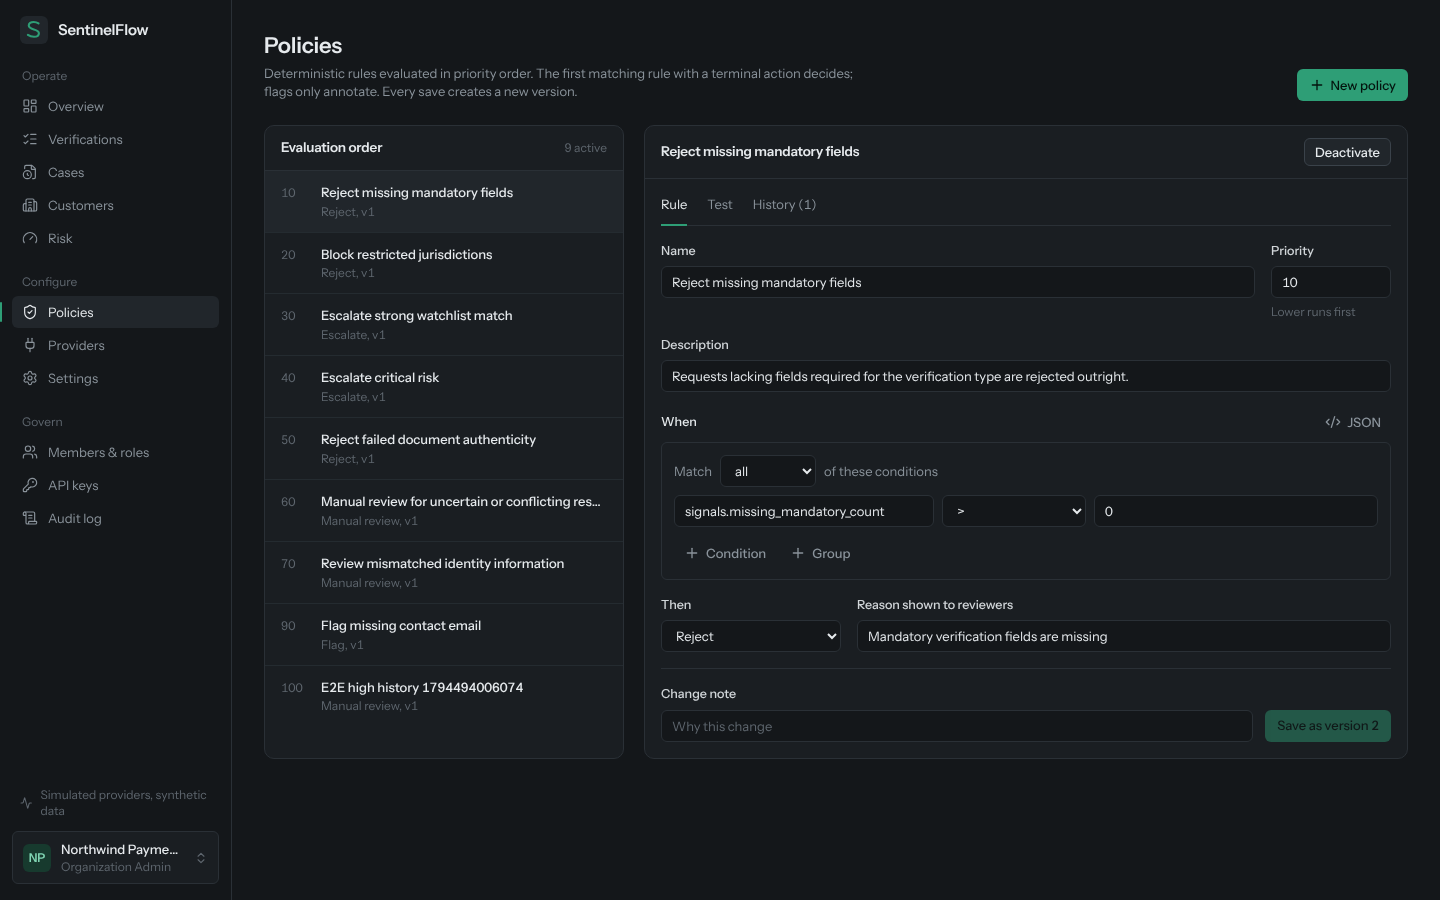 SentinelFlow
Operate
Overview
Verifications
Cases
Customers
Risk
Configure
Policies
Providers
Settings
Govern
Members & roles
API keys
Audit log
Simulated providers, synthetic
data
NP
Northwind Payme...
Organization Admin
Policies
Deterministic rules evaluated in priority order. The first matching rule with a terminal action decides;
flags only annotate. Every save creates a new version.
New policy
Evaluation order
9 active
10
Reject missing mandatory fields
Reject, v1
20
Block restricted jurisdictions
Reject, v1
30
Escalate strong watchlist match
Escalate, v1
40
Escalate critical risk
Escalate, v1
50
Reject failed document authenticity
Reject, v1
60
Manual review for uncertain or conflicting res...
Manual review, v1
70
Review mismatched identity information
Manual review, v1
90
Flag missing contact email
Flag, v1
100
E2E high history 1794494006074
Manual review, v1
Reject missing mandatory fields
Deactivate
Rule
Test
History (1)
Name
Priority
Reject missing mandatory fields
10
Lower runs first
Description
Requests lacking fields required for the verification type are rejected outright.
When
</> JSON
Match all of these conditions
signals.missing_mandatory_count
>
0
+ Condition
+ Group
Then
Reason shown to reviewers
Reject
Mandatory verification fields are missing
Change note
Why this change
Save as version 2